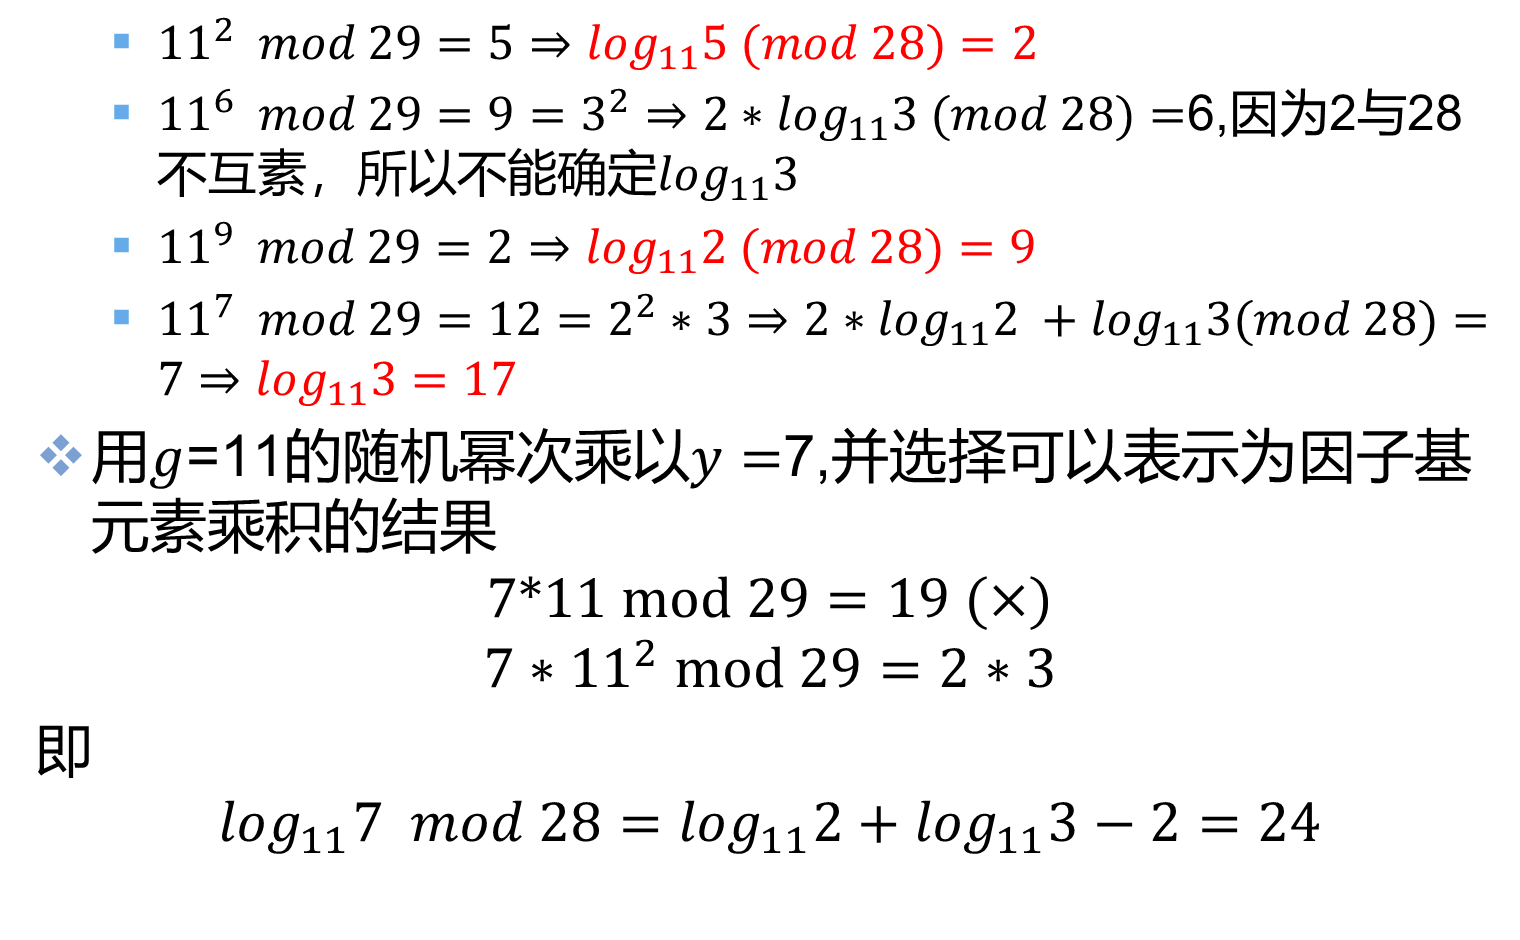 ▪ 11² mod 29 = 5 ⇒ log₁₁5 (mod 28) = 2
▪ 11⁶ mod 29 = 9 = 3² ⇒ 2 ∗ log₁₁3 (mod 28) =6,因为2与28
不互素，所以不能确定log₁₁3
▪ 11⁹ mod 29 = 2 ⇒ log₁₁2 (mod 28) = 9
▪ 11⁷ mod 29 = 12 = 2² ∗ 3 ⇒ 2 ∗ log₁₁2 + log₁₁3(mod 28) =
7 ⇒ log₁₁3 = 17
❖ 用g=11的随机幂次乘以y =7,并选择可以表示为因子基
元素乘积的结果
7*11 mod 29 = 19 (×)
7 ∗ 11² mod 29 = 2 ∗ 3
即
log₁₁7 mod 28 = log₁₁2 + log₁₁3 − 2 = 24